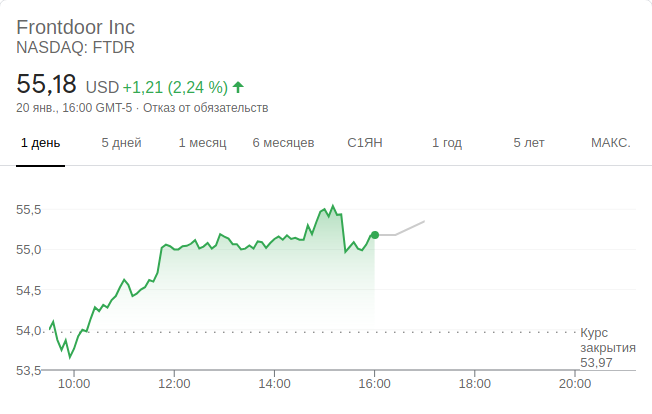 Frontdoor Inc
NASDAQ: FTDR
55,18 USD +1,21 (2,24 %)
20 янв., 16:00 GMT-5 · Отказ от обязательств
1 день 5 дней 1 месяц 6 месяцев С1ЯН 1 год 5 лет МАКС.
55,5
55,0
54,5
54,0
53,5
Курс
закрытия
53,97
10:00 12:00 14:00 16:00 18:00 20:00